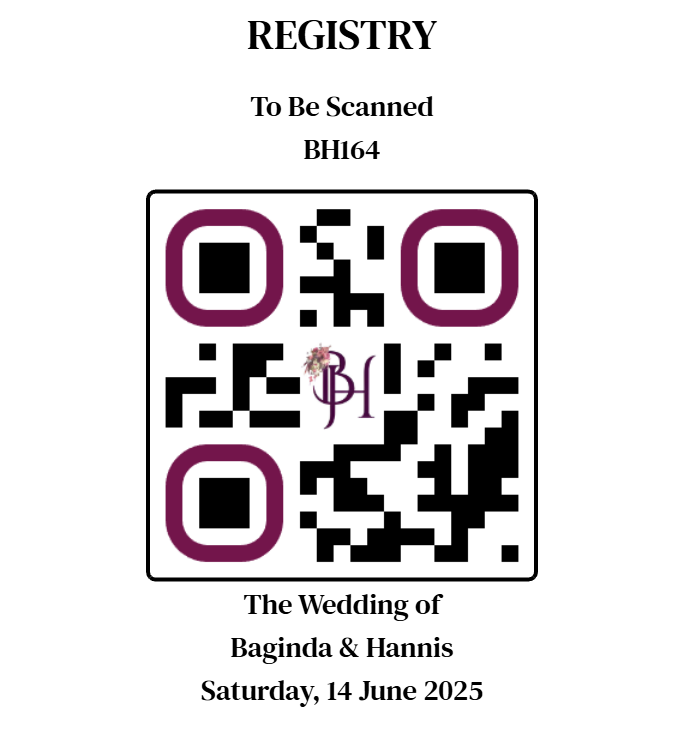 REGISTRY
To Be Scanned
BH164
BH
The Wedding of
Baginda & Hannis
Saturday, 14 June 2025